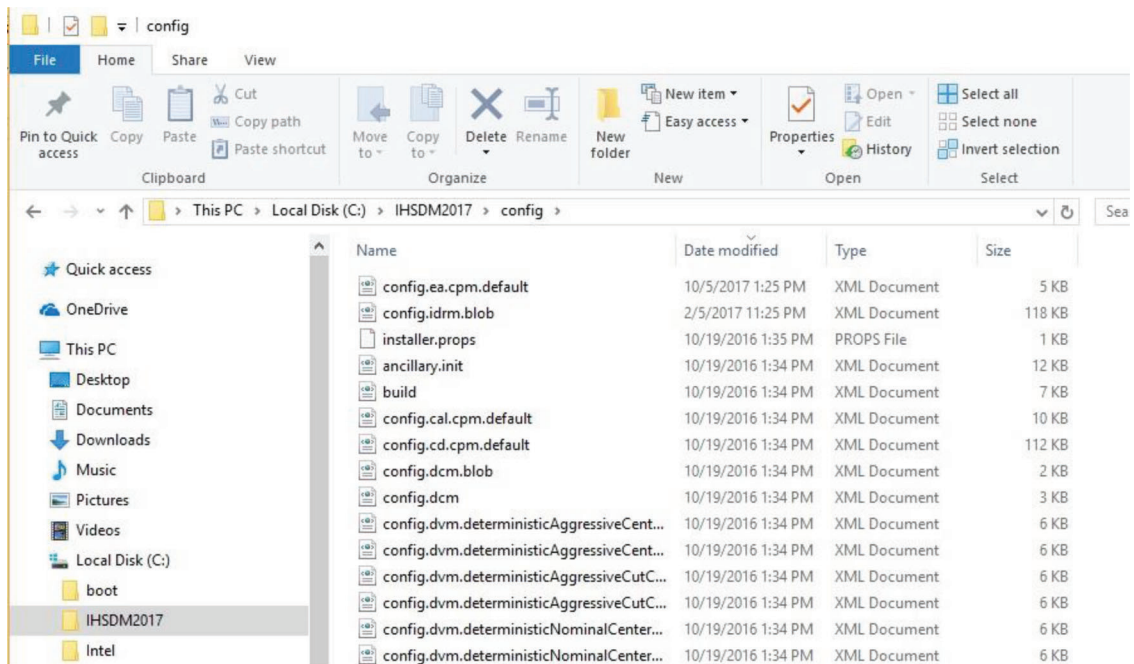 config
File Home Share View
Pin to Quick access Copy Paste Cut Copy path Paste shortcut
Move to Copy to Delete Rename New folder New item Easy access
Properties Open Edit History Select all Select none Invert selection
Clipboard Organize New Open Select
This PC > Local Disk (C:) > IHSDM2017 > config > Sea
Name Date modified Type Size
Quick access
OneDrive
This PC
Desktop
Documents
Downloads
Music
Pictures
Videos
Local Disk (C:)
boot
IHSDM2017
Intel
config.ea.cpm.default 10/5/2017 1:25 PM XML Document 5 KB
config.idrm.blob 2/5/2017 11:25 PM XML Document 118 KB
installer.props 10/19/2016 1:35 PM PROPS File 1 KB
ancillary.init 10/19/2016 1:34 PM XML Document 12 KB
build 10/19/2016 1:34 PM XML Document 7 KB
config.cal.cpm.default 10/19/2016 1:34 PM XML Document 10 KB
config.cd.cpm.default 10/19/2016 1:34 PM XML Document 112 KB
config.dcm.blob 10/19/2016 1:34 PM XML Document 2 KB
config.dcm 10/19/2016 1:34 PM XML Document 3 KB
config.dvm.deterministicAggressiveCent... 10/19/2016 1:34 PM XML Document 6 KB
config.dvm.deterministicAggressiveCent... 10/19/2016 1:34 PM XML Document 6 KB
config.dvm.deterministicAggressiveCutC... 10/19/2016 1:34 PM XML Document 6 KB
config.dvm.deterministicAggressiveCutC... 10/19/2016 1:34 PM XML Document 6 KB
config.dvm.deterministicNominalCenter... 10/19/2016 1:34 PM XML Document 6 KB
config.dvm.deterministicNominalCenter... 10/19/2016 1:34 PM XML Document 6 KB